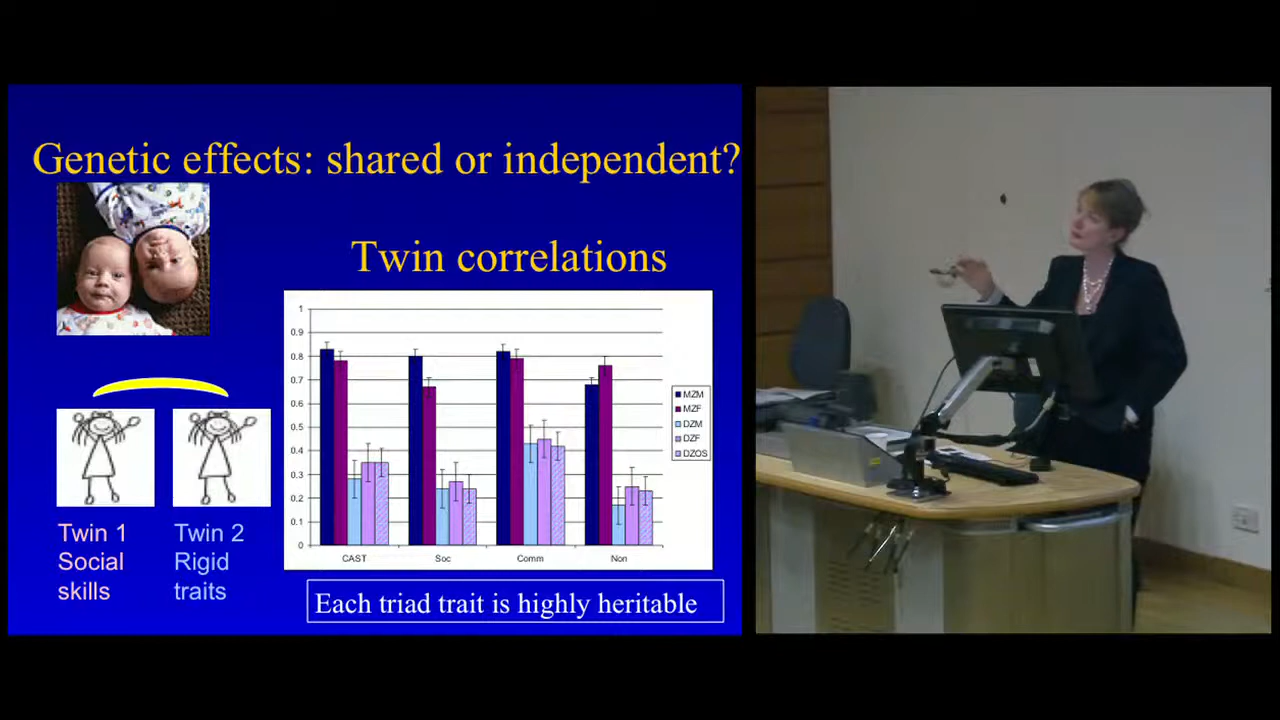 Genetic effects: shared or independent?
Twin correlations
1
0.9
0.8
0.7
0.6
0.5
0.4
0.3
0.2
0.1
0
CAST Soc Comm Non
MZM
MZF
DZM
DZF
DZOS
Twin 1
Social
skills
Twin 2
Rigid
traits
Each triad trait is highly heritable